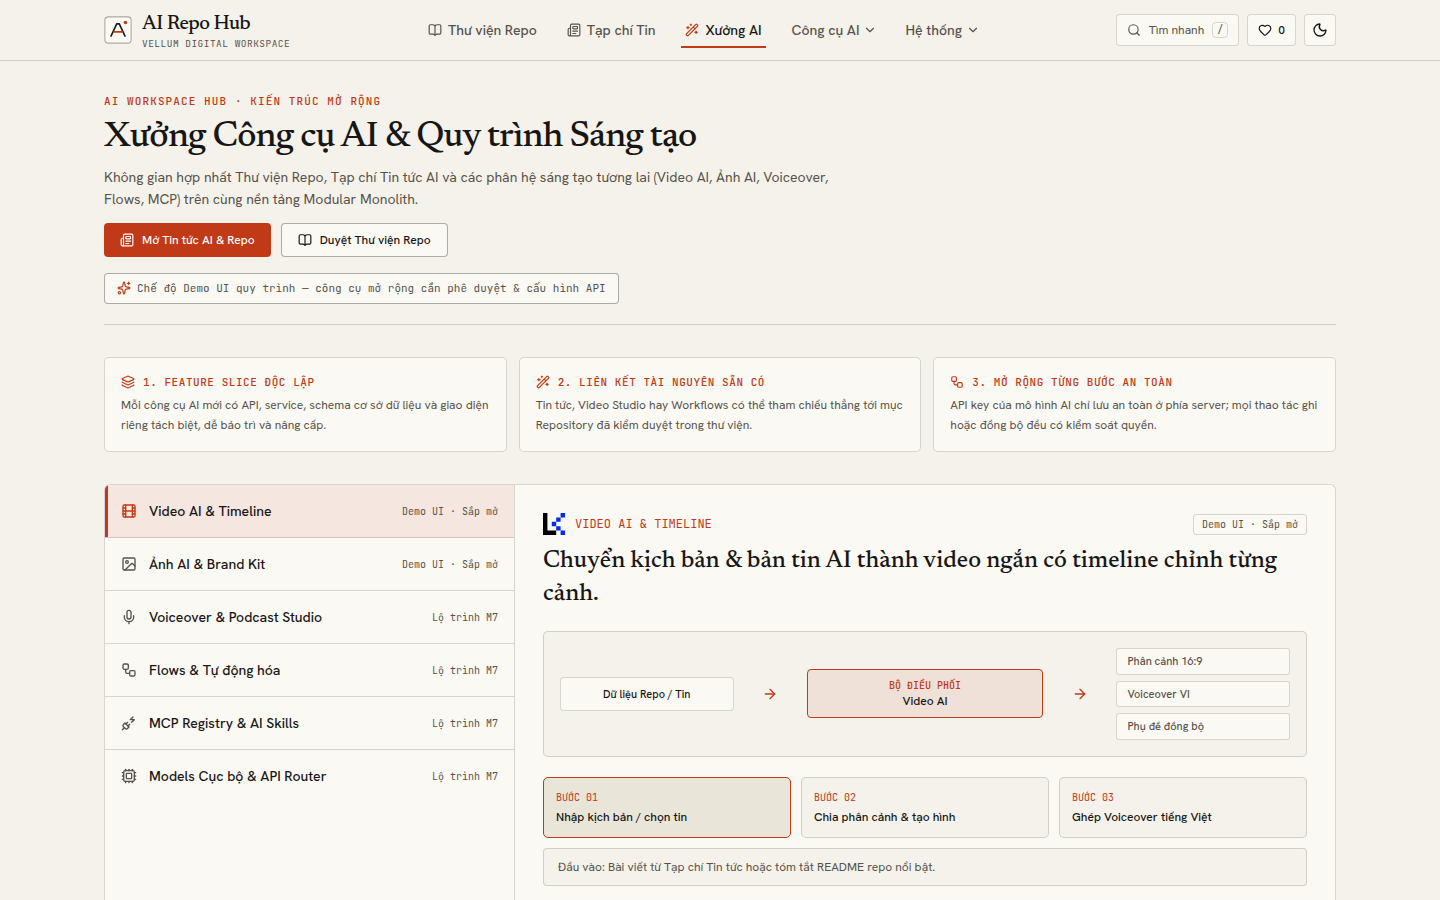 AI Repo Hub
VELLUM DIGITAL WORKSPACE
Thư viện Repo
Tạp chí Tin
Xưởng AI
Công cụ AI
Hệ thống
Tìm nhanh /
0
AI WORKSPACE HUB · KIẾN TRÚC MỞ RỘNG
Xưởng Công cụ AI & Quy trình Sáng tạo
Không gian hợp nhất Thư viện Repo, Tạp chí Tin tức AI và các phân hệ sáng tạo tương lai (Video AI, Ảnh AI, Voiceover,
Flows, MCP) trên cùng nền tảng Modular Monolith.
Mở Tin tức AI & Repo
Duyệt Thư viện Repo
Chế độ Demo UI quy trình — công cụ mở rộng cần phê duyệt & cấu hình API
1. FEATURE SLICE ĐỘC LẬP
Mỗi công cụ AI mới có API, service, schema cơ sở dữ liệu và giao diện
riêng tách biệt, dễ bảo trì và nâng cấp.
2. LIÊN KẾT TÀI NGUYÊN SẴN CÓ
Tin tức, Video Studio hay Workflows có thể tham chiếu thẳng tới mục
Repository đã kiểm duyệt trong thư viện.
3. MỞ RỘNG TỪNG BƯỚC AN TOÀN
API key của mô hình AI chỉ lưu an toàn ở phía server; mọi thao tác ghi
hoặc đồng bộ đều có kiểm soát quyền.
Video AI & Timeline
Demo UI · Sắp mở
Ảnh AI & Brand Kit
Demo UI · Sắp mở
Voiceover & Podcast Studio
Lộ trình M7
Flows & Tự động hóa
Lộ trình M7
MCP Registry & AI Skills
Lộ trình M7
Models Cục bộ & API Router
Lộ trình M7
VIDEO AI & TIMELINE
Demo UI · Sắp mở
Chuyển kịch bản & bản tin AI thành video ngắn có timeline chỉnh từng
cảnh.
Dữ liệu Repo / Tin
BỘ ĐIỀU PHỐI
Video AI
Phân cảnh 16:9
Voiceover VI
Phụ đề đồng bộ
BƯỚC 01
Nhập kịch bản / chọn tin
BƯỚC 02
Chia phân cảnh & tạo hình
BƯỚC 03
Ghép Voiceover tiếng Việt
Đầu vào: Bài viết từ Tạp chí Tin tức hoặc tóm tắt README repo nổi bật.